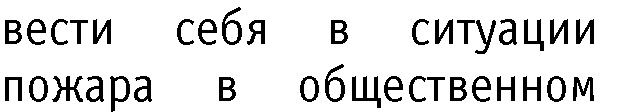 вести себя в ситуации
пожара в общественном